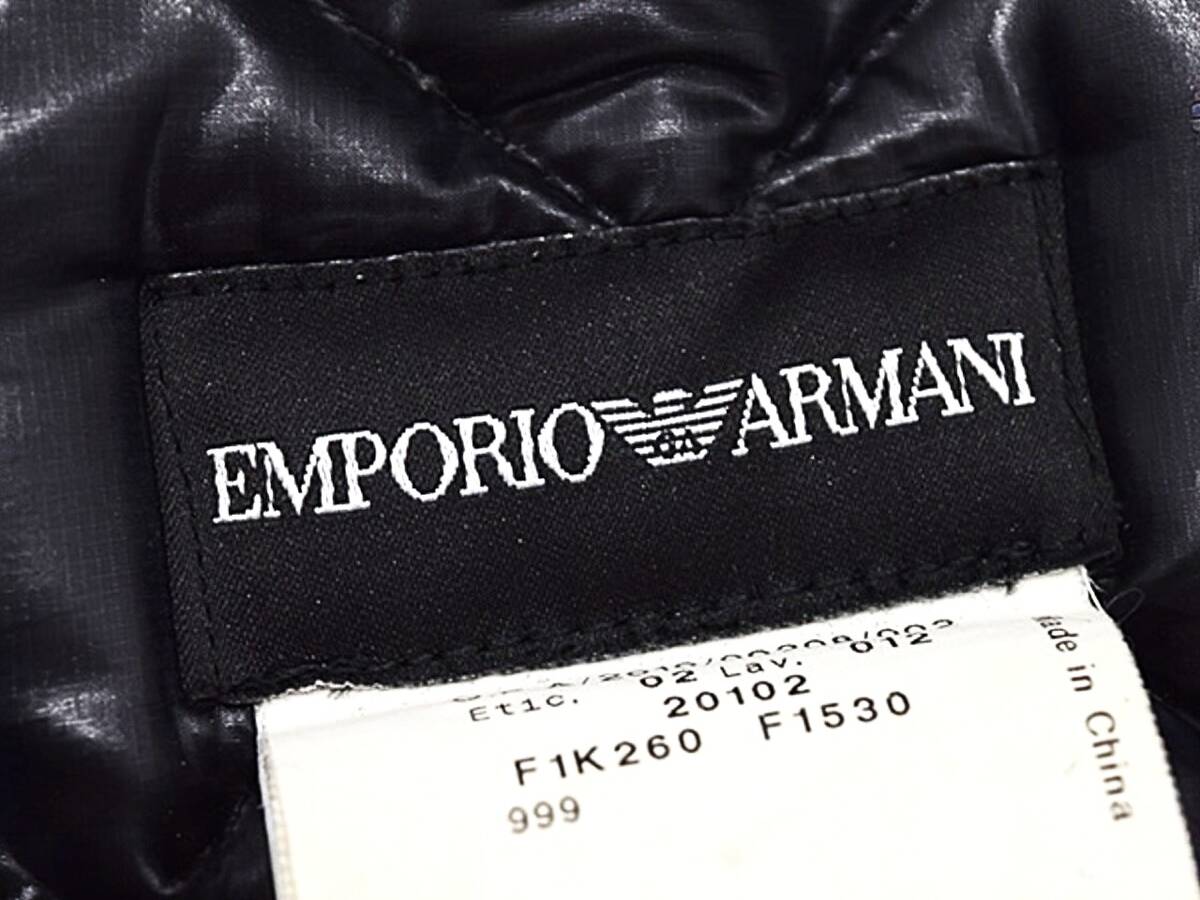 EMPORIO ARMANI
Etic. 02 Lav. 012
20102
F1K260 F1530
999
Made in China